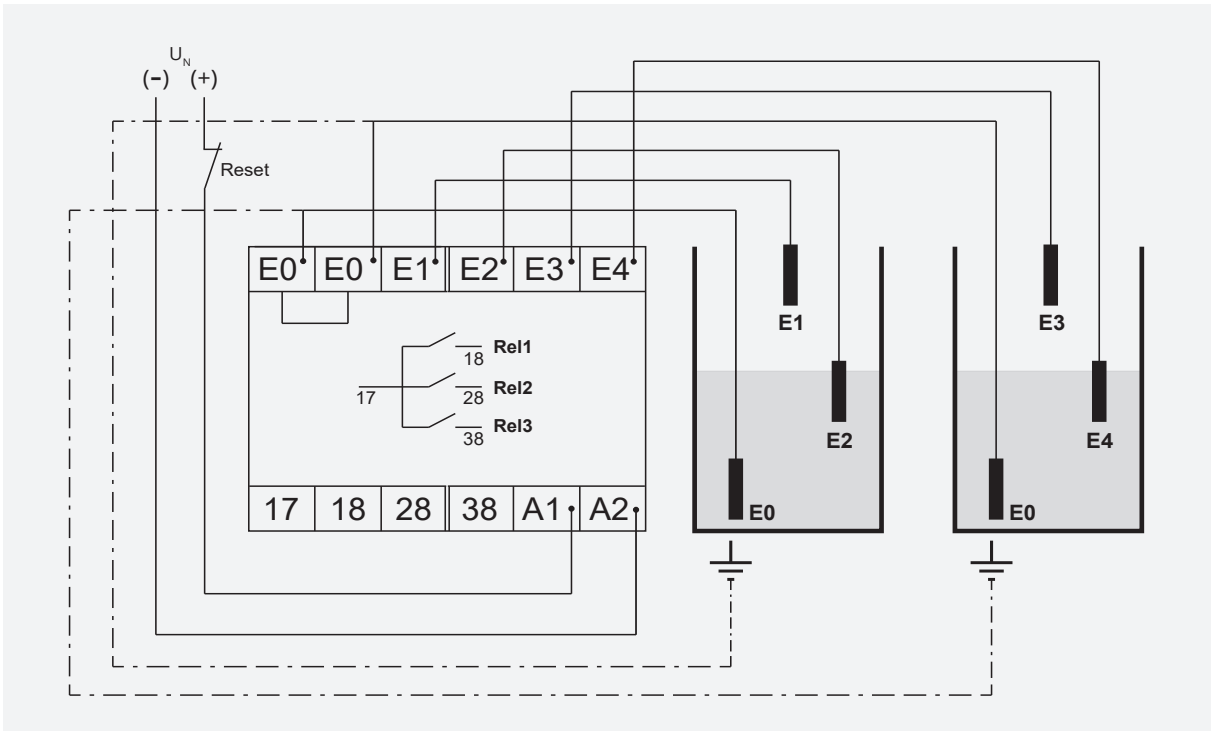 U_N
(−) (+)
Reset
E0 E0 E1 E2 E3 E4
18 Rel1
17 28 Rel2
38 Rel3
17 18 28 38 A1 A2
E1
E2
E0
E3
E4
E0